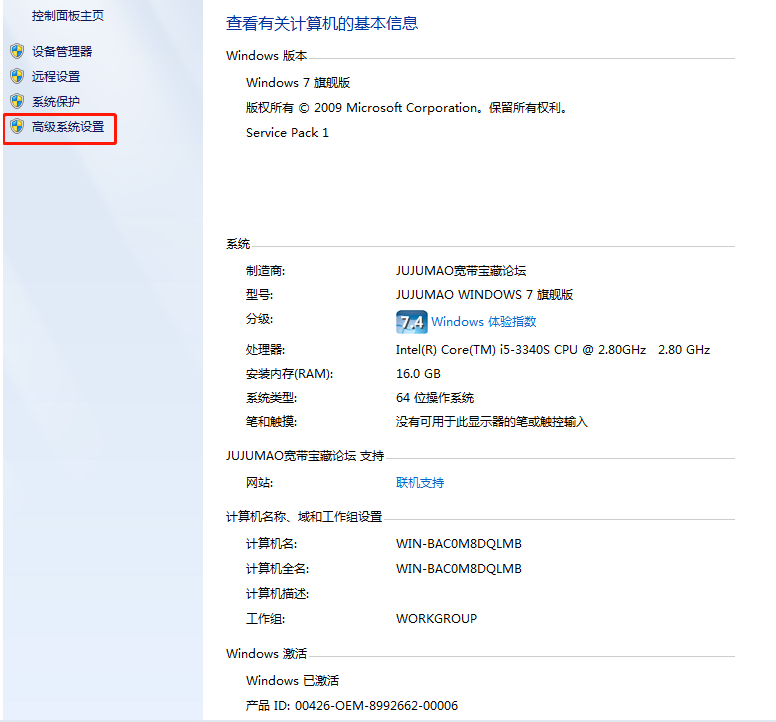 控制面板主页
设备管理器
远程设置
系统保护
高级系统设置
查看有关计算机的基本信息
Windows 版本
Windows 7 旗舰版
版权所有 © 2009 Microsoft Corporation。保留所有权利。
Service Pack 1
系统
制造商: JUJUMAO宽带宝藏论坛
型号: JUJUMAO WINDOWS 7 旗舰版
分级: 7.4 Windows 体验指数
处理器: Intel(R) Core(TM) i5-3340S CPU @ 2.80GHz 2.80 GHz
安装内存(RAM): 16.0 GB
系统类型: 64 位操作系统
笔和触摸: 没有可用于此显示器的笔或触控输入
JUJUMAO宽带宝藏论坛 支持
网站: 联机支持
计算机名称、域和工作组设置
计算机名: WIN-BAC0M8DQLMB
计算机全名: WIN-BAC0M8DQLMB
计算机描述:
工作组: WORKGROUP
Windows 激活
Windows 已激活
产品 ID: 00426-OEM-8992662-00006